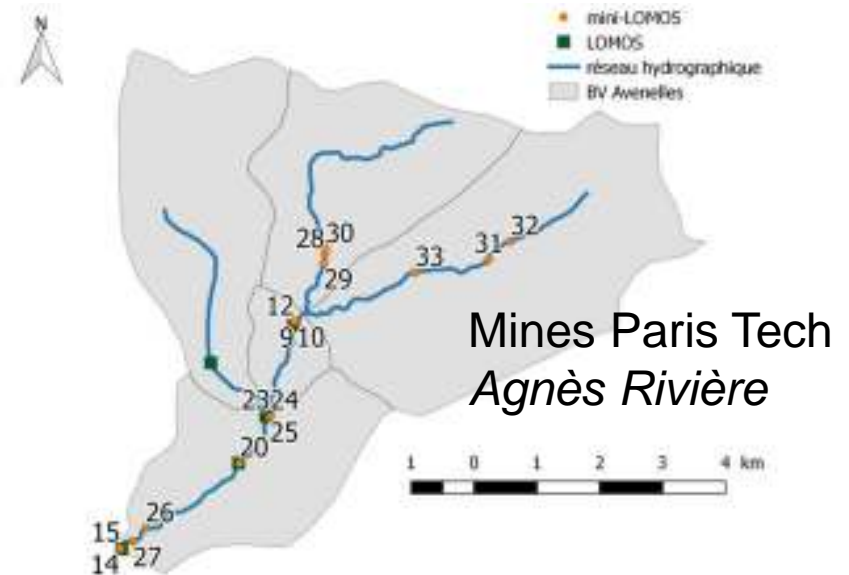 N
mini-LOMOS
LOMOS
réseau hydrographique
BV Avenelles
28 30
29
33
31
32
12
9 10
23 24
25
20
26
15
14
27
Mines Paris Tech
Agnès Rivière
1 0 1 2 3 4 km